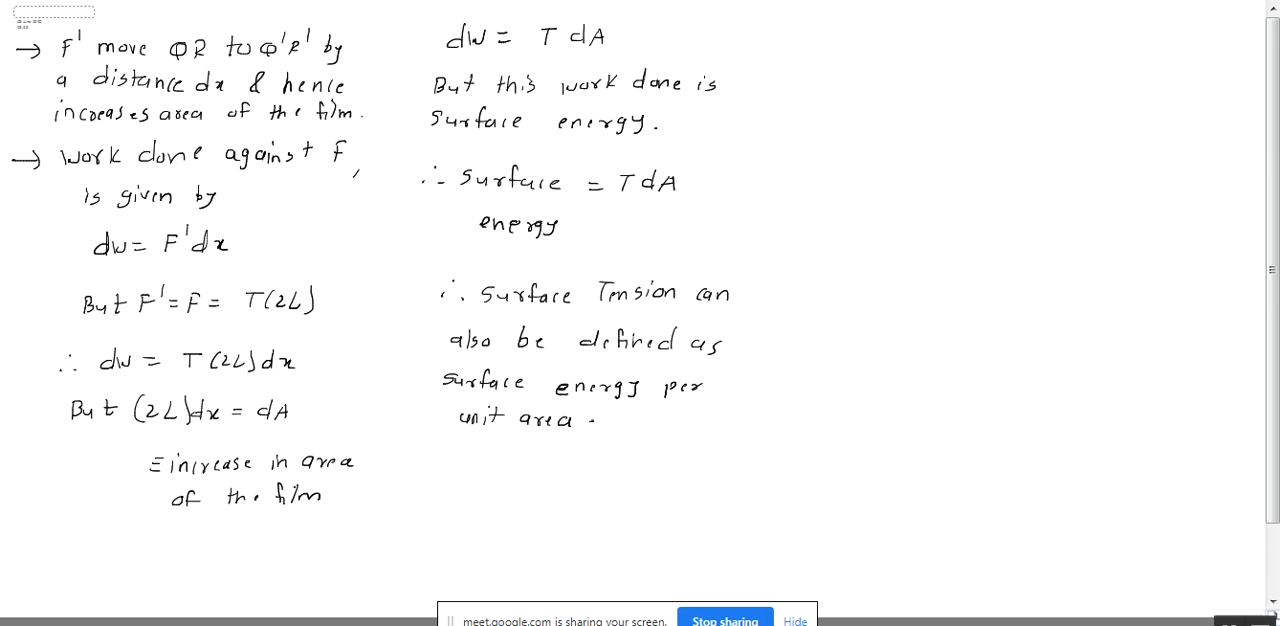 → F' move QR to Q'R' by
a distance dx & hence
increases area of the film.
→ Work done against F,
is given by
dw = F'dx
But F' = F = T(2L)
∴ dw = T(2L)dx
But (2L)dx = dA
= increase in area
of the film
dw = T dA
But this work done is
surface energy.
∴ surface = TdA
energy
∴ Surface Tension can
also be defined as
surface energy per
unit area.
meet.google.com is sharing your screen.
Stop sharing
Hide